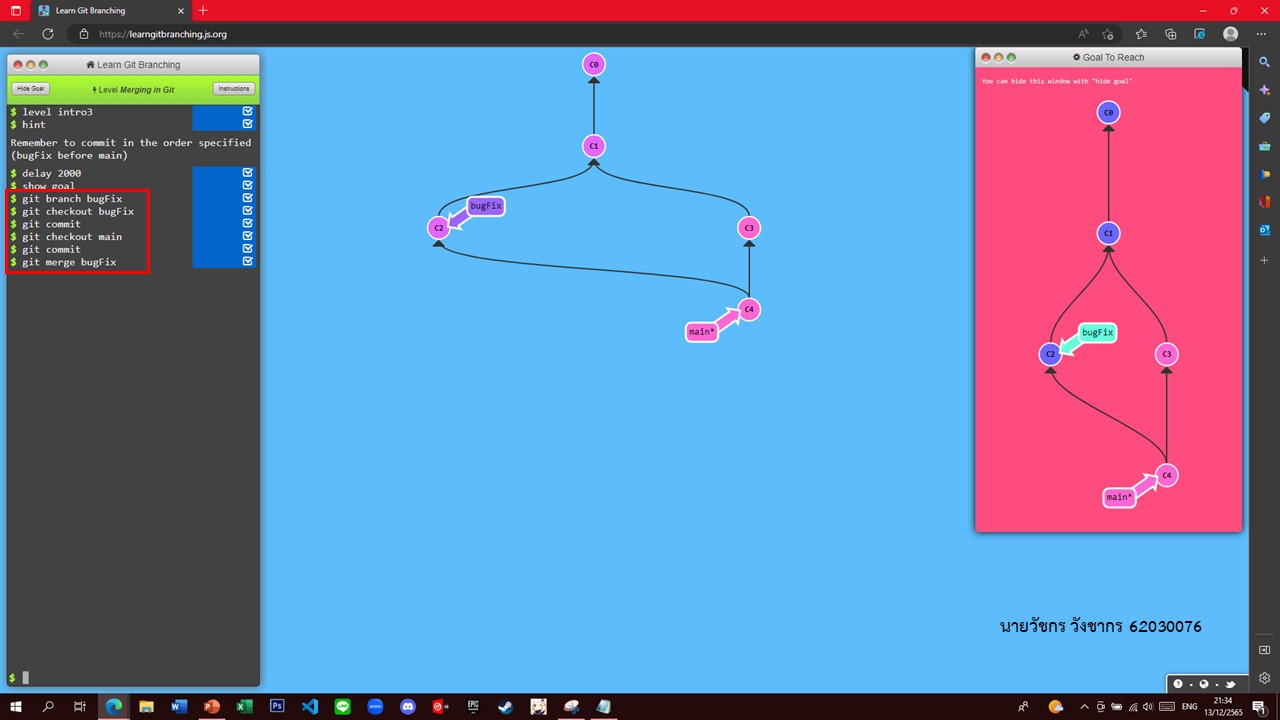 Learn Git Branching
https://learngitbranching.js.org
Learn Git Branching
Hide Goal
Level Merging in Git
Instructions
$ level intro3
$ hint
Remember to commit in the order specified
(bugFix before main)
$ delay 2000
$ show goal
$ git branch bugFix
$ git checkout bugFix
$ git commit
$ git checkout main
$ git commit
$ git merge bugFix
$
C0
C1
bugFix
C2
C3
C4
main*
Goal To Reach
You can hide this window with "hide goal"
C0
C1
bugFix
C2
C3
C4
main*
นายวัชกร วังชากร 62030076
ENG
21:34
13/12/2565